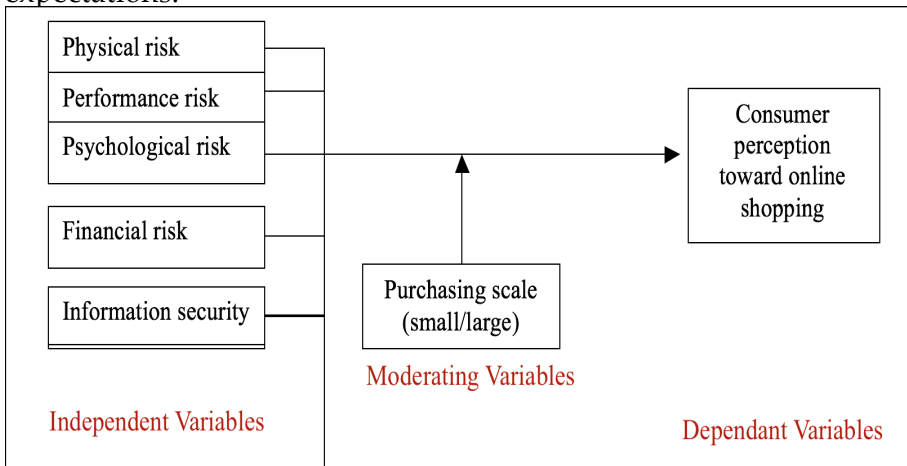 expectations.
Physical risk
Performance risk
Psychological risk
Financial risk
Information security
Purchasing scale
(small/large)
Consumer
perception
toward online
shopping
Moderating Variables
Independent Variables
Dependant Variables